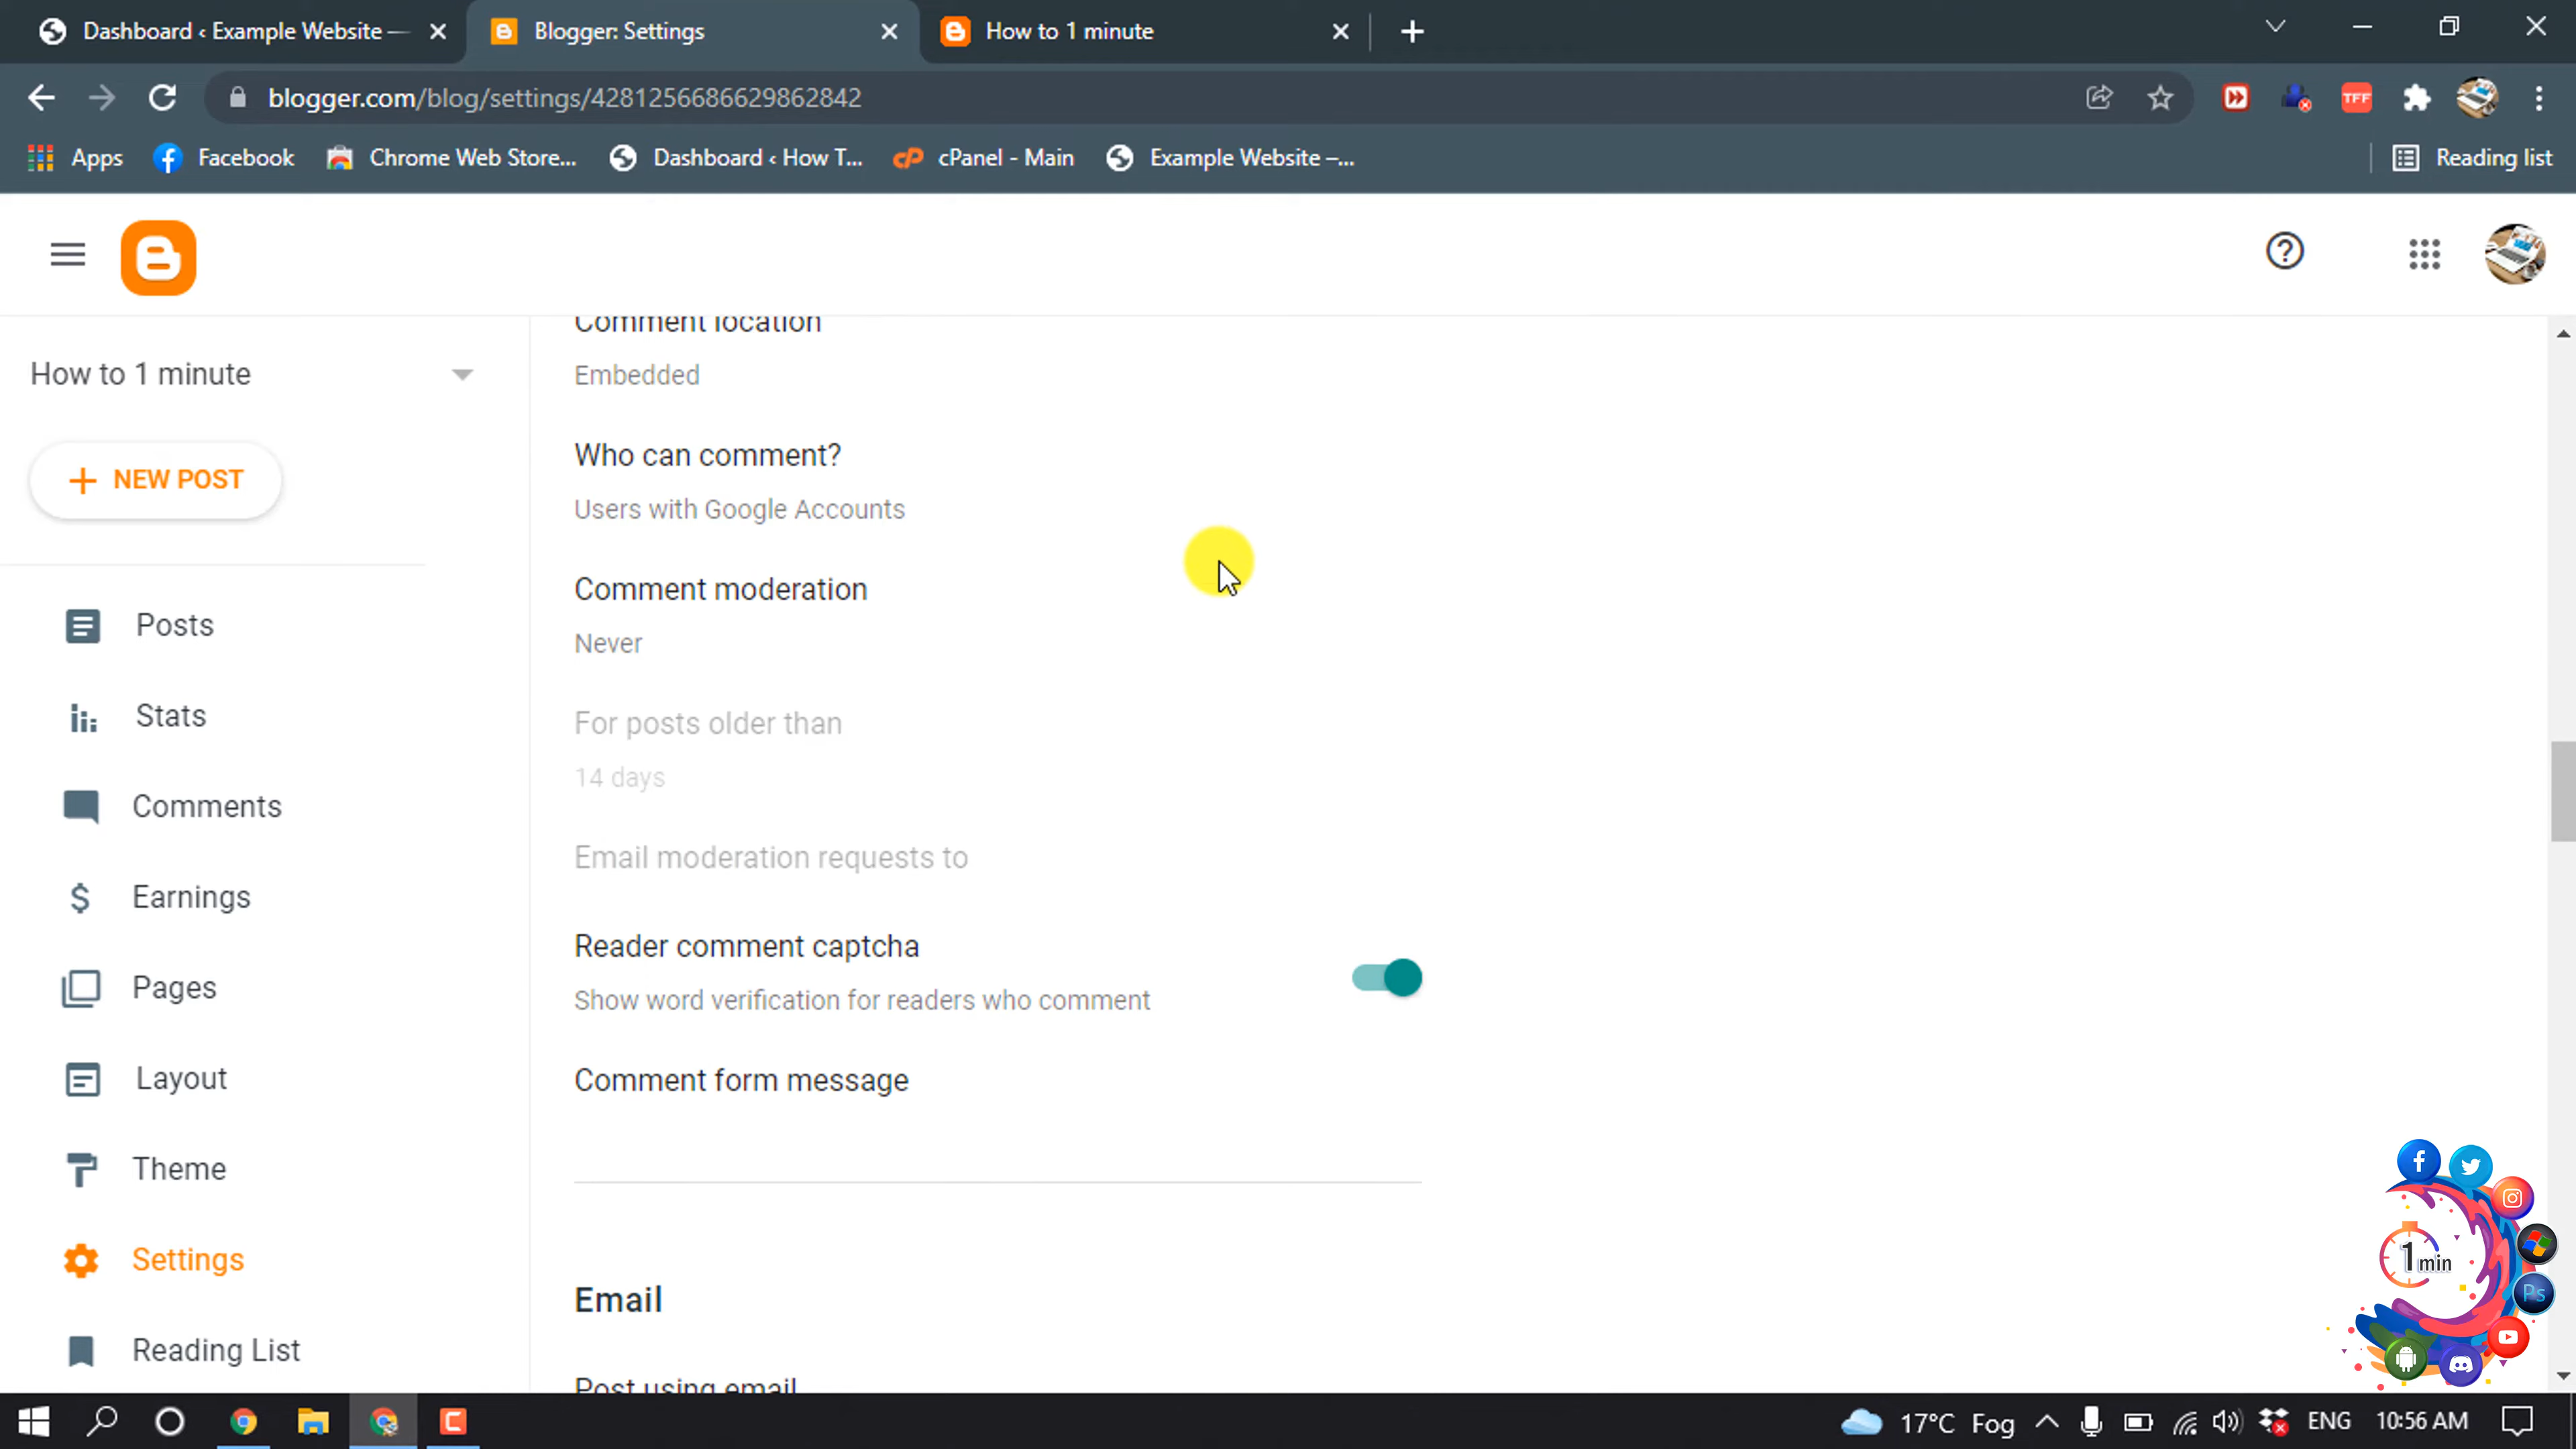 Dashboard ‹ Example Website —
Blogger: Settings
How to 1 minute
blogger.com/blog/settings/4281256686629862842
TFF
Apps
Facebook
Chrome Web Store...
Dashboard ‹ How T...
cP
cPanel - Main
Example Website –...
Reading list
How to 1 minute
NEW POST
Posts
Stats
Comments
Earnings
Pages
Layout
Theme
Settings
Reading List
Comment location
Embedded
Who can comment?
Users with Google Accounts
Comment moderation
Never
For posts older than
14 days
Email moderation requests to
Reader comment captcha
Show word verification for readers who comment
Comment form message
Email
Post using email
1 min
Ps
17°C Fog
ENG
10:56 AM